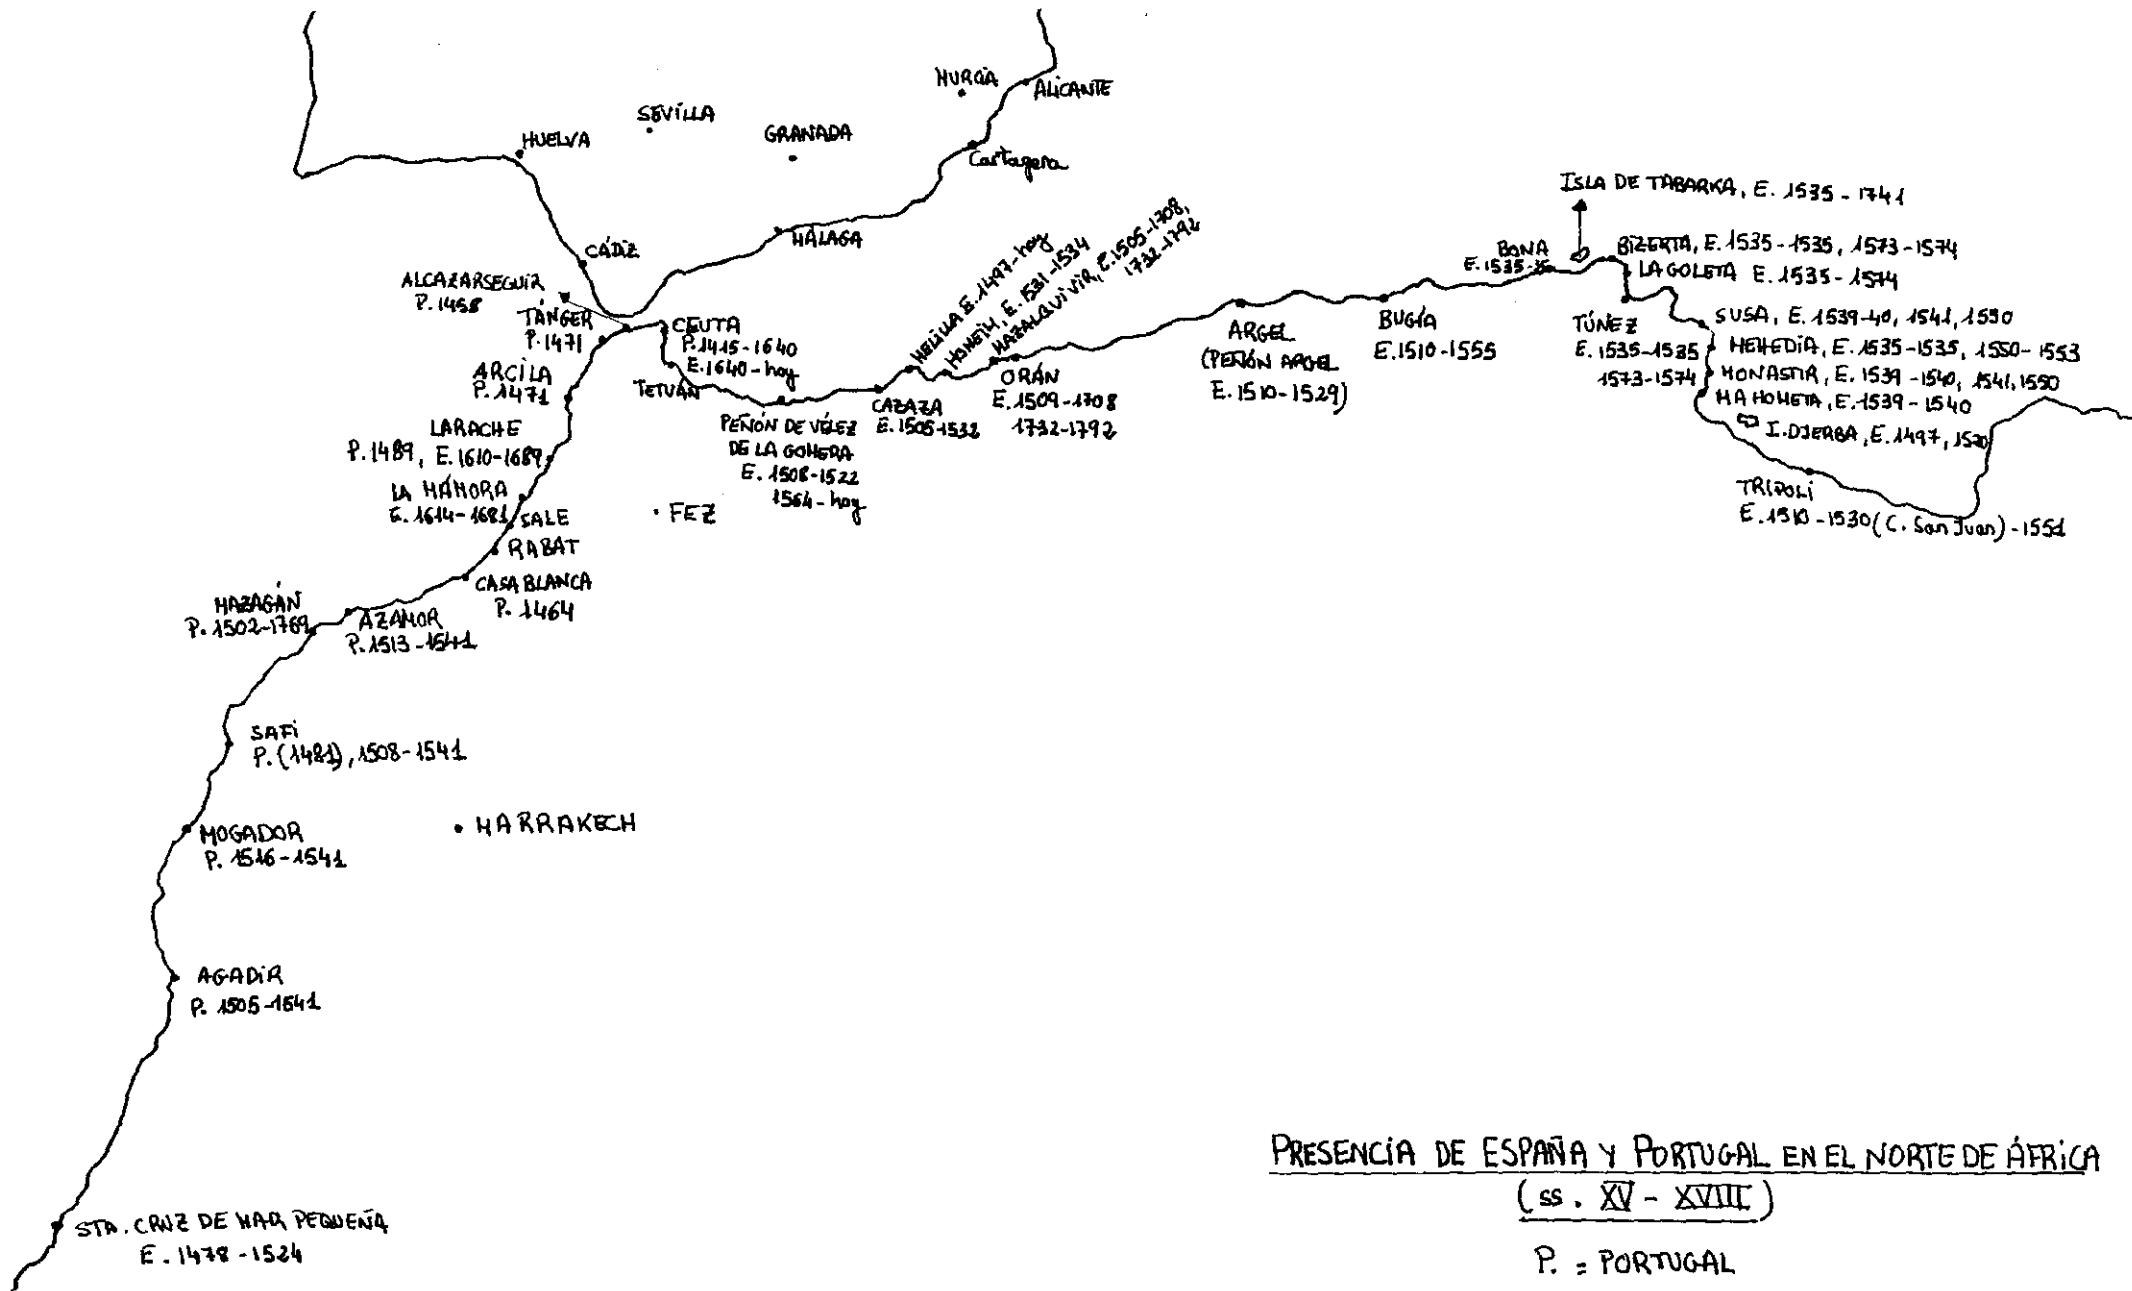 MURCIA
ALICANTE
SEVILLA
GRANADA
HUELVA
Cartagena
MÁLAGA
CÁDIZ
ALCAZARSEGUIR
P. 1458
TÁNGER
P. 1471
CEUTA
P. 1415-1640
E. 1640-hoy
TETUÁN
ARCILA
P. 1471
LARACHE
P. 1489, E. 1610-1689
LA MÁMORA
E. 1614-1681
SALE
RABAT
FEZ
CASABLANCA
P. 1464
MAZAGÁN
P. 1502-1769
AZAMOR
P. 1513-1541
SAFI
P. (1481), 1508-1541
MOGADOR
P. 1516-1541
MARRAKECH
AGADIR
P. 1505-1541
STA. CRUZ DE MAR PEQUEÑA
E. 1478-1524
PEÑÓN DE VÉLEZ
DE LA GOMERA
E. 1508-1522
1564-hoy
CAZAZA
E. 1505-1532
MELILLA E. 1497-hoy
HONEIN, E. 1531-1534
MAZALQUIVIR, E. 1505-1708,
1732-1792
ORÁN
E. 1509-1708
1732-1792
ARGEL
(PEÑÓN ARGEL
E. 1510-1529)
BUGÍA
E. 1510-1555
BONA
E. 1535-
ISLA DE TABARKA, E. 1535-1741
BIZERTA, E. 1535-1535, 1573-1574
LA GOLETA E. 1535-1574
TÚNEZ
E. 1535-1535
1573-1574
SUSA, E. 1539-40, 1541, 1550
MEHEDIA, E. 1535-1535, 1550-1553
MONASTIR, E. 1539-1540, 1541, 1550
MAHOMETA, E. 1539-1540
I. DJERBA, E. 1497, 1520
TRIPOLI
E. 1510-1530 (C. San Juan)-1551
PRESENCIA DE ESPAÑA Y PORTUGAL EN EL NORTE DE ÁFRICA
(ss. XV - XVIII)
P. = PORTUGAL